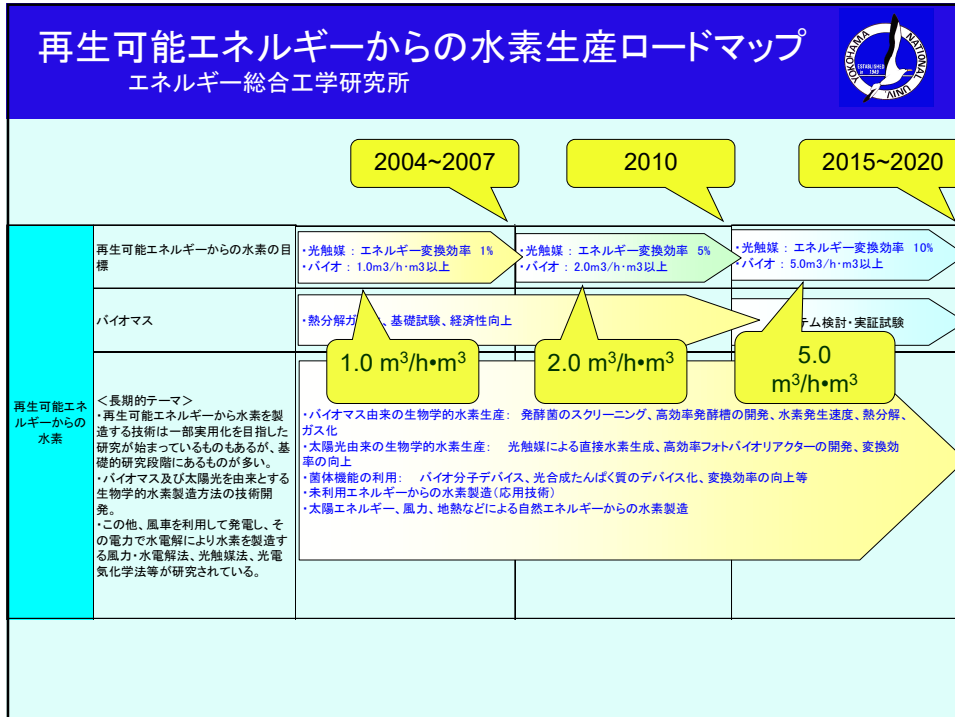 再生可能エネルギーからの水素生産ロードマップ
エネルギー総合工学研究所
YOKOHAMA NATIONAL UNIV.
ESTABLISHED
in 1949
2004~2007
2010
2015~2020
再生可能エネルギーからの水素
再生可能エネルギーからの水素の目
標
・光触媒 : エネルギー変換効率 1%
・バイオ : 1.0m3/h・m3以上
・光触媒 : エネルギー変換効率 5%
・バイオ : 2.0m3/h・m3以上
・光触媒 : エネルギー変換効率 10%
・バイオ : 5.0m3/h・m3以上
バイオマス
・熱分解ガ
、基礎試験、経済性向上
テム検討・実証試験
1.0 m³/h•m³
2.0 m³/h•m³
5.0
m³/h•m³
<長期的テーマ>
・再生可能エネルギーから水素を製
造する技術は一部実用化を目指した
研究が始まっているものもあるが、基
礎的研究段階にあるものが多い。
・バイオマス及び太陽光を由来とする
生物学的水素製造方法の技術開
発。
・この他、風車を利用して発電し、そ
の電力で水電解により水素を製造す
る風力・水電解法、光触媒法、光電
気化学法等が研究されている。
・バイオマス由来の生物学的水素生産: 発酵菌のスクリーニング、高効率発酵槽の開発、水素発生速度、熱分解、
ガス化
・太陽光由来の生物学的水素生産: 光触媒による直接水素生成、高効率フォトバイオリアクターの開発、変換効
率の向上
・菌体機能の利用: バイオ分子デバイス、光合成たんぱく質のデバイス化、変換効率の向上等
・未利用エネルギーからの水素製造(応用技術)
・太陽エネルギー、風力、地熱などによる自然エネルギーからの水素製造